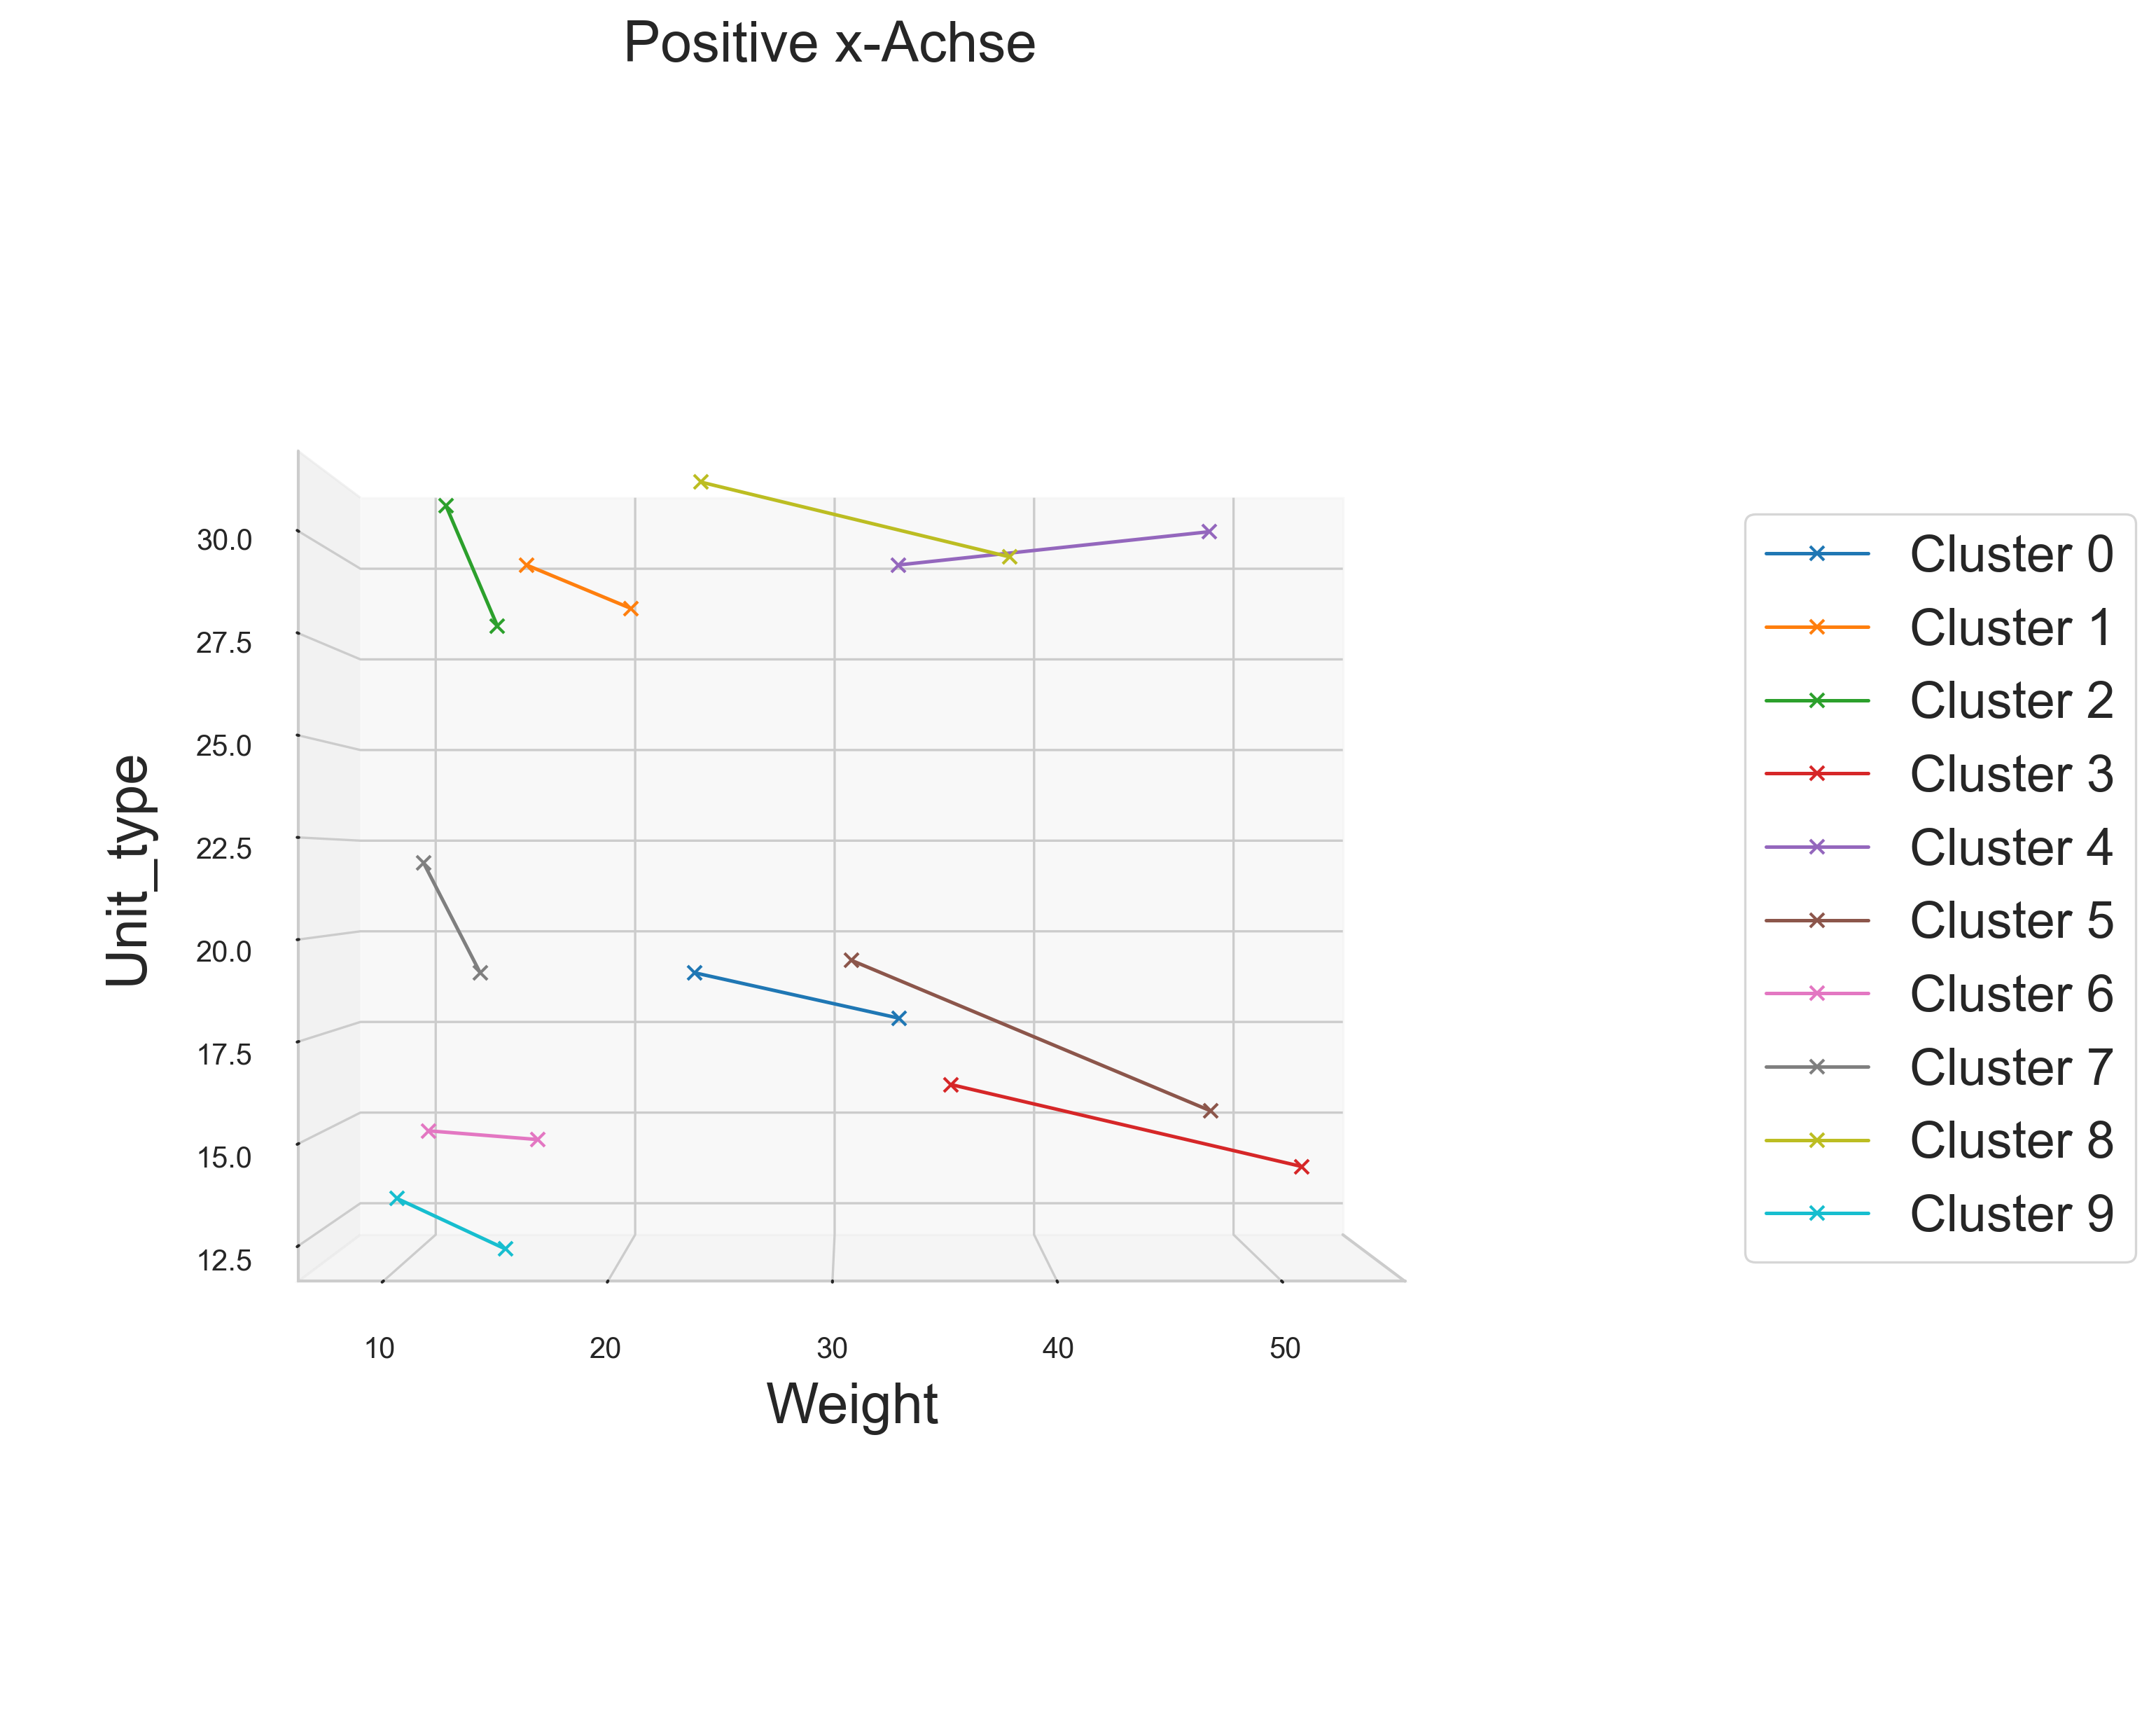 Positive x-Achse
30.0
27.5
25.0
22.5
20.0
17.5
15.0
12.5
Unit_type
10 20 30 40 50
Weight
Cluster 0
Cluster 1
Cluster 2
Cluster 3
Cluster 4
Cluster 5
Cluster 6
Cluster 7
Cluster 8
Cluster 9